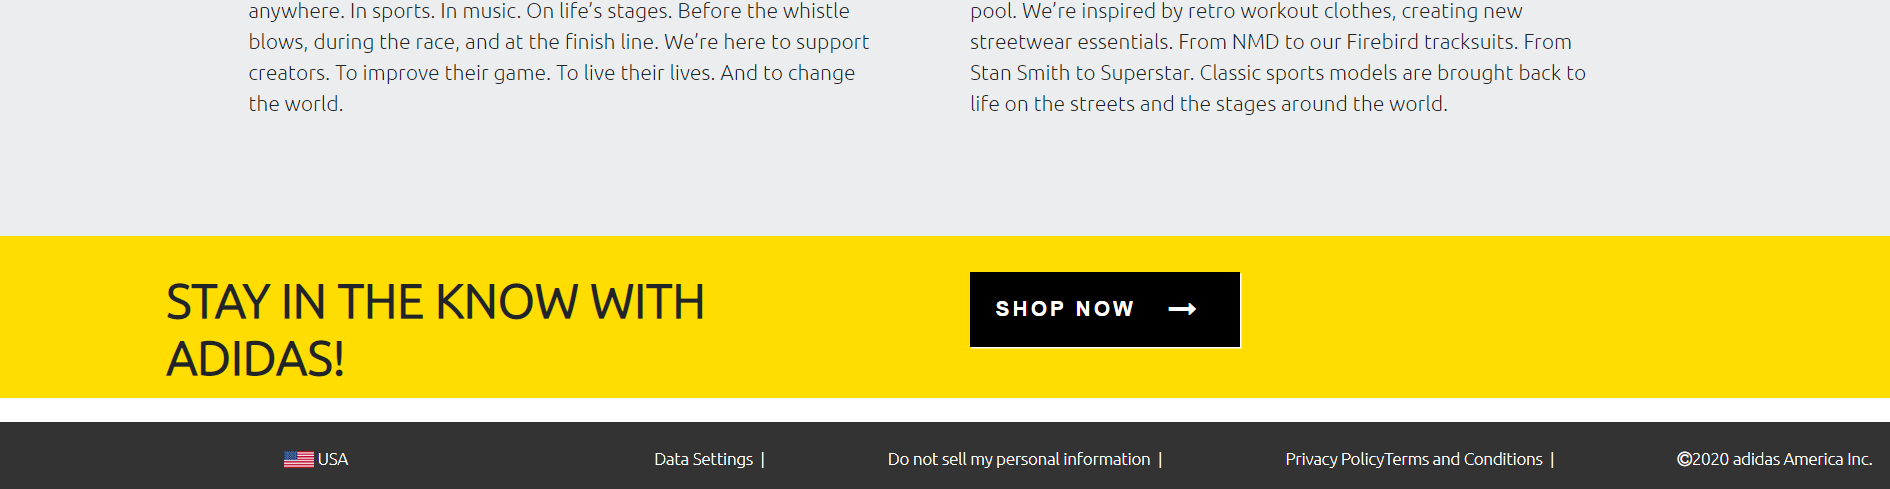 anywhere. In sports. In music. On life’s stages. Before the whistle
blows, during the race, and at the finish line. We’re here to support
creators. To improve their game. To live their lives. And to change
the world.
pool. We’re inspired by retro workout clothes, creating new
streetwear essentials. From NMD to our Firebird tracksuits. From
Stan Smith to Superstar. Classic sports models are brought back to
life on the streets and the stages around the world.
STAY IN THE KNOW WITH
ADIDAS!
SHOP NOW →
USA
Data Settings |
Do not sell my personal information |
Privacy PolicyTerms and Conditions |
©2020 adidas America Inc.